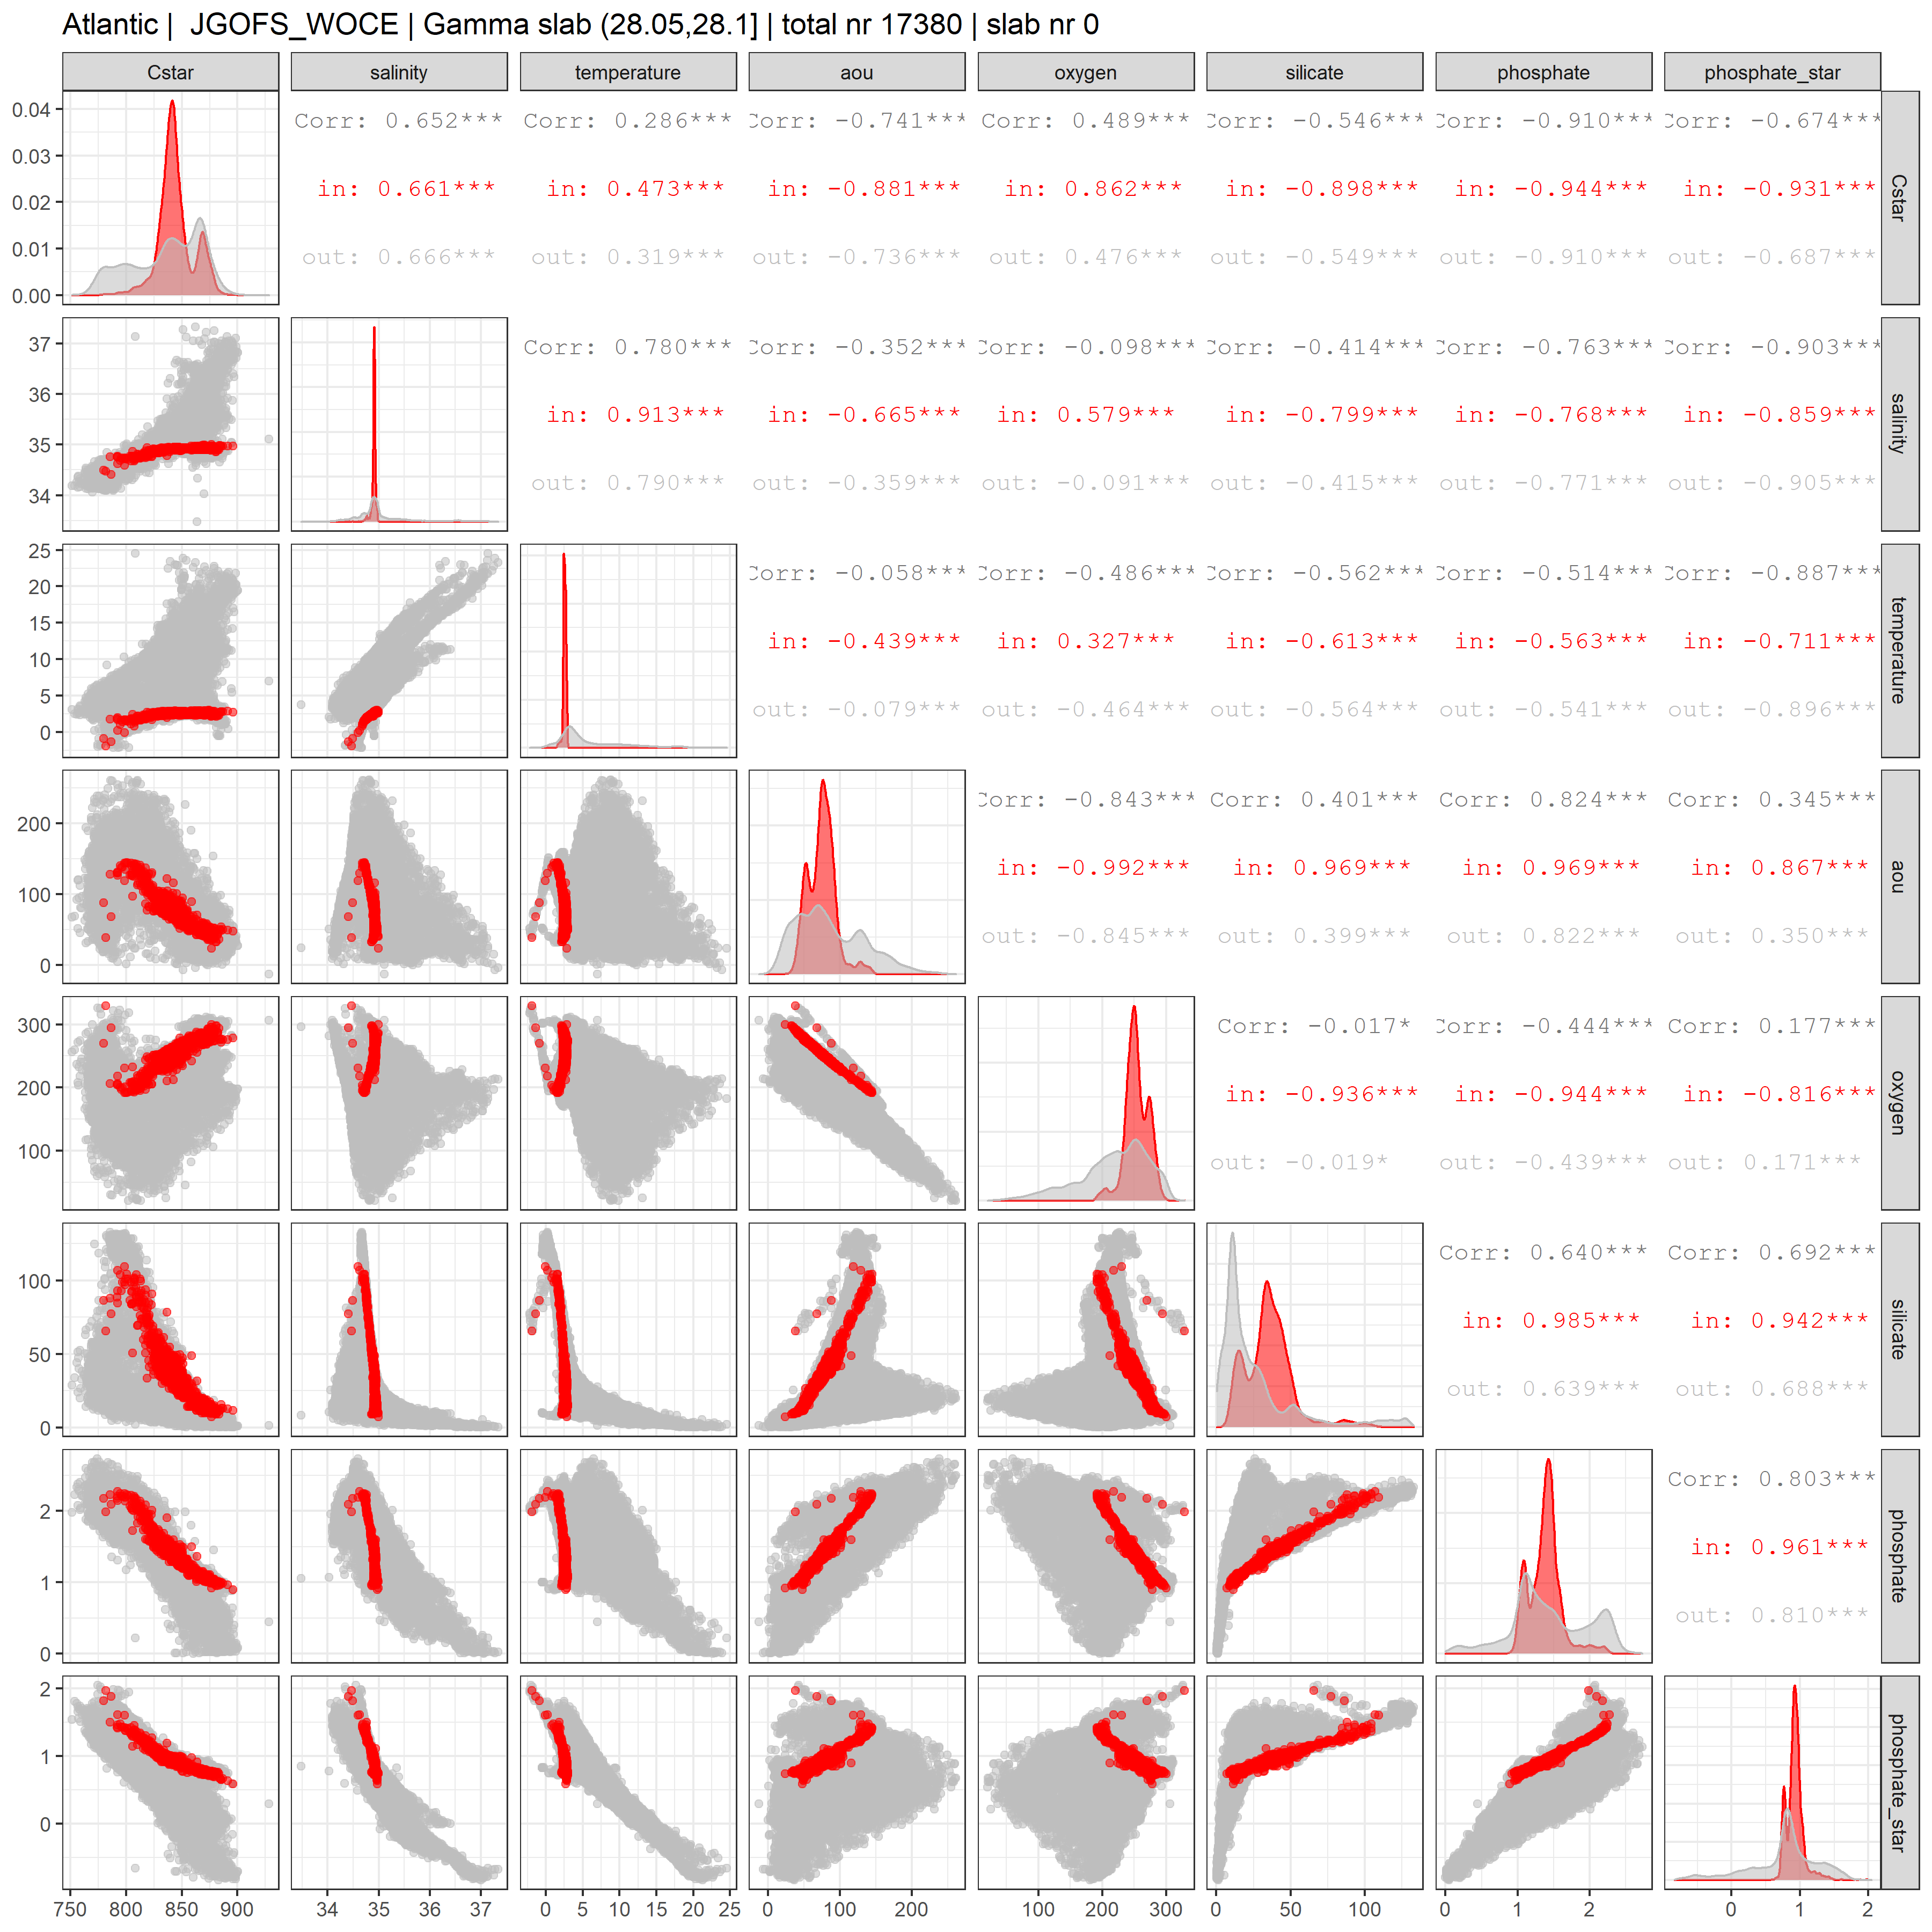 Atlantic |  JGOFS_WOCE | Gamma slab (28.05,28.1] | total nr 17380 | slab nr 0
Cstar salinity temperature aou oxygen silicate phosphate phosphate_star
0.04
Corr: 0.652*** Corr: 0.286*** Corr: -0.741*** Corr: 0.489*** Corr: -0.546*** Corr: -0.910*** Corr: -0.674***
0.03
in: 0.661*** in: 0.473*** in: -0.881*** in: 0.862*** in: -0.898*** in: -0.944*** in: -0.931***
Cstar
0.02
0.01
out: 0.666*** out: 0.319*** out: -0.736*** out: 0.476*** out: -0.549*** out: -0.910*** out: -0.687***
0.00
37
Corr: 0.780*** Corr: -0.352*** Corr: -0.098*** Corr: -0.414*** Corr: -0.763*** Corr: -0.903***
36
in: 0.913*** in: -0.665*** in: 0.579*** in: -0.799*** in: -0.768*** in: -0.859***
salinity
35
out: 0.790*** out: -0.359*** out: -0.091*** out: -0.415*** out: -0.771*** out: -0.905***
34
25
Corr: -0.058*** Corr: -0.486*** Corr: -0.562*** Corr: -0.514*** Corr: -0.887***
20
15
in: -0.439*** in: 0.327*** in: -0.613*** in: -0.563*** in: -0.711***
temperature
10
5
out: -0.079*** out: -0.464*** out: -0.564*** out: -0.541*** out: -0.896***
0
Corr: -0.843*** Corr: 0.401*** Corr: 0.824*** Corr: 0.345***
200
in: -0.992*** in: 0.969*** in: 0.969*** in: 0.867***
aou
100
out: -0.845*** out: 0.399*** out: 0.822*** out: 0.350***
0
300
Corr: -0.017* Corr: -0.444*** Corr: 0.177***
200
in: -0.936*** in: -0.944*** in: -0.816***
oxygen
100
out: -0.019* out: -0.439*** out: 0.171***
Corr: 0.640*** Corr: 0.692***
100
in: 0.985*** in: 0.942***
silicate
50
out: 0.639*** out: 0.688***
0
Corr: 0.803***
2
in: 0.961***
phosphate
1
out: 0.810***
0
2
1
phosphate_star
0
750 800 850 900 34 35 36 37 0 5 10 15 20 25 0 100 200 100 200 300 0 50 100 0 1 2 0 1 2